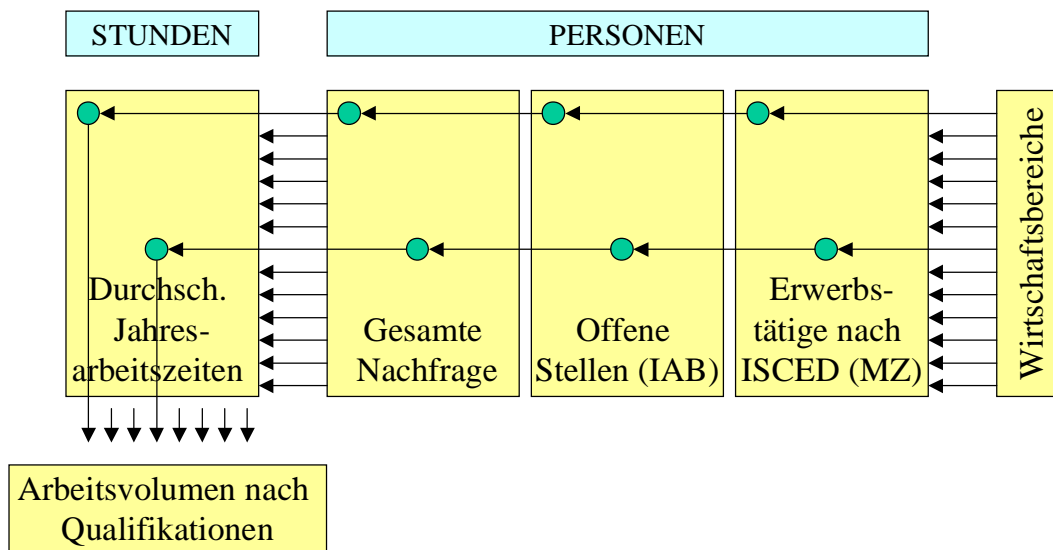 STUNDEN
PERSONEN
Durchsch.
Jahres-
arbeitszeiten
Gesamte
Nachfrage
Offene
Stellen (IAB)
Erwerbs-
tätige nach
ISCED (MZ)
Wirtschaftsbereiche
Arbeitsvolumen nach
Qualifikationen